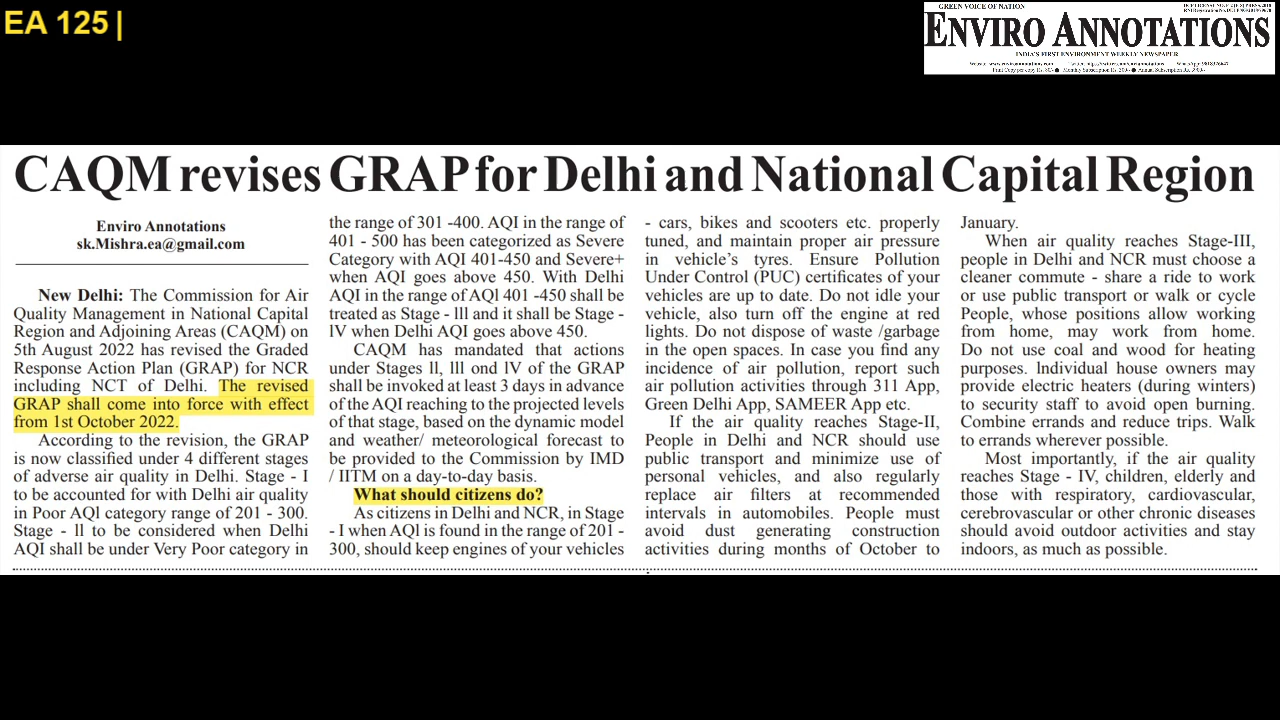 EA 125 |
GREEN VOICE OF NATION
ENVIRO ANNOTATIONS
INDIA'S FIRST ENVIRONMENT WEEKLY NEWSPAPER
CAQM revises GRAP for Delhi and National Capital Region
Enviro Annotations
sk.Mishra.ea@gmail.com
New Delhi: The Commission for Air
Quality Management in National Capital
Region and Adjoining Areas (CAQM) on
5th August 2022 has revised the Graded
Response Action Plan (GRAP) for NCR
including NCT of Delhi. The revised
GRAP shall come into force with effect
from 1st October 2022.
According to the revision, the GRAP
is now classified under 4 different stages
of adverse air quality in Delhi. Stage - I
to be accounted for with Delhi air quality
in Poor AQI category range of 201 - 300.
Stage - ll to be considered when Delhi
AQI shall be under Very Poor category in
the range of 301 -400. AQI in the range of
401 - 500 has been categorized as Severe
Category with AQI 401-450 and Severe+
when AQI goes above 450. With Delhi
AQI in the range of AQl 401 -450 shall be
treated as Stage - lll and it shall be Stage -
lV when Delhi AQI goes above 450.
CAQM has mandated that actions
under Stages ll, lll ond lV of the GRAP
shall be invoked at least 3 days in advance
of the AQI reaching to the projected levels
of that stage, based on the dynamic model
and weather/ meteorological forecast to
be provided to the Commission by IMD
/ IITM on a day-to-day basis.
What should citizens do?
As citizens in Delhi and NCR, in Stage
- I when AQI is found in the range of 201 -
300, should keep engines of your vehicles
- cars, bikes and scooters etc. properly
tuned, and maintain proper air pressure
in vehicle's tyres. Ensure Pollution
Under Control (PUC) certificates of your
vehicles are up to date. Do not idle your
vehicle, also turn off the engine at red
lights. Do not dispose of waste /garbage
in the open spaces. In case you find any
incidence of air pollution, report such
air pollution activities through 311 App,
Green Delhi App, SAMEER App etc.
If the air quality reaches Stage-II,
People in Delhi and NCR should use
public transport and minimize use of
personal vehicles, and also regularly
replace air filters at recommended
intervals in automobiles. People must
avoid dust generating construction
activities during months of October to
January.
When air quality reaches Stage-III,
people in Delhi and NCR must choose a
cleaner commute - share a ride to work
or use public transport or walk or cycle
People, whose positions allow working
from home, may work from home.
Do not use coal and wood for heating
purposes. lndividual house owners may
provide electric heaters (during winters)
to security staff to avoid open burning.
Combine errands and reduce trips. Walk
to errands wherever possible.
Most importantly, if the air quality
reaches Stage - IV, children, elderly and
those with respiratory, cardiovascular,
cerebrovascular or other chronic diseases
should avoid outdoor activities and stay
indoors, as much as possible.